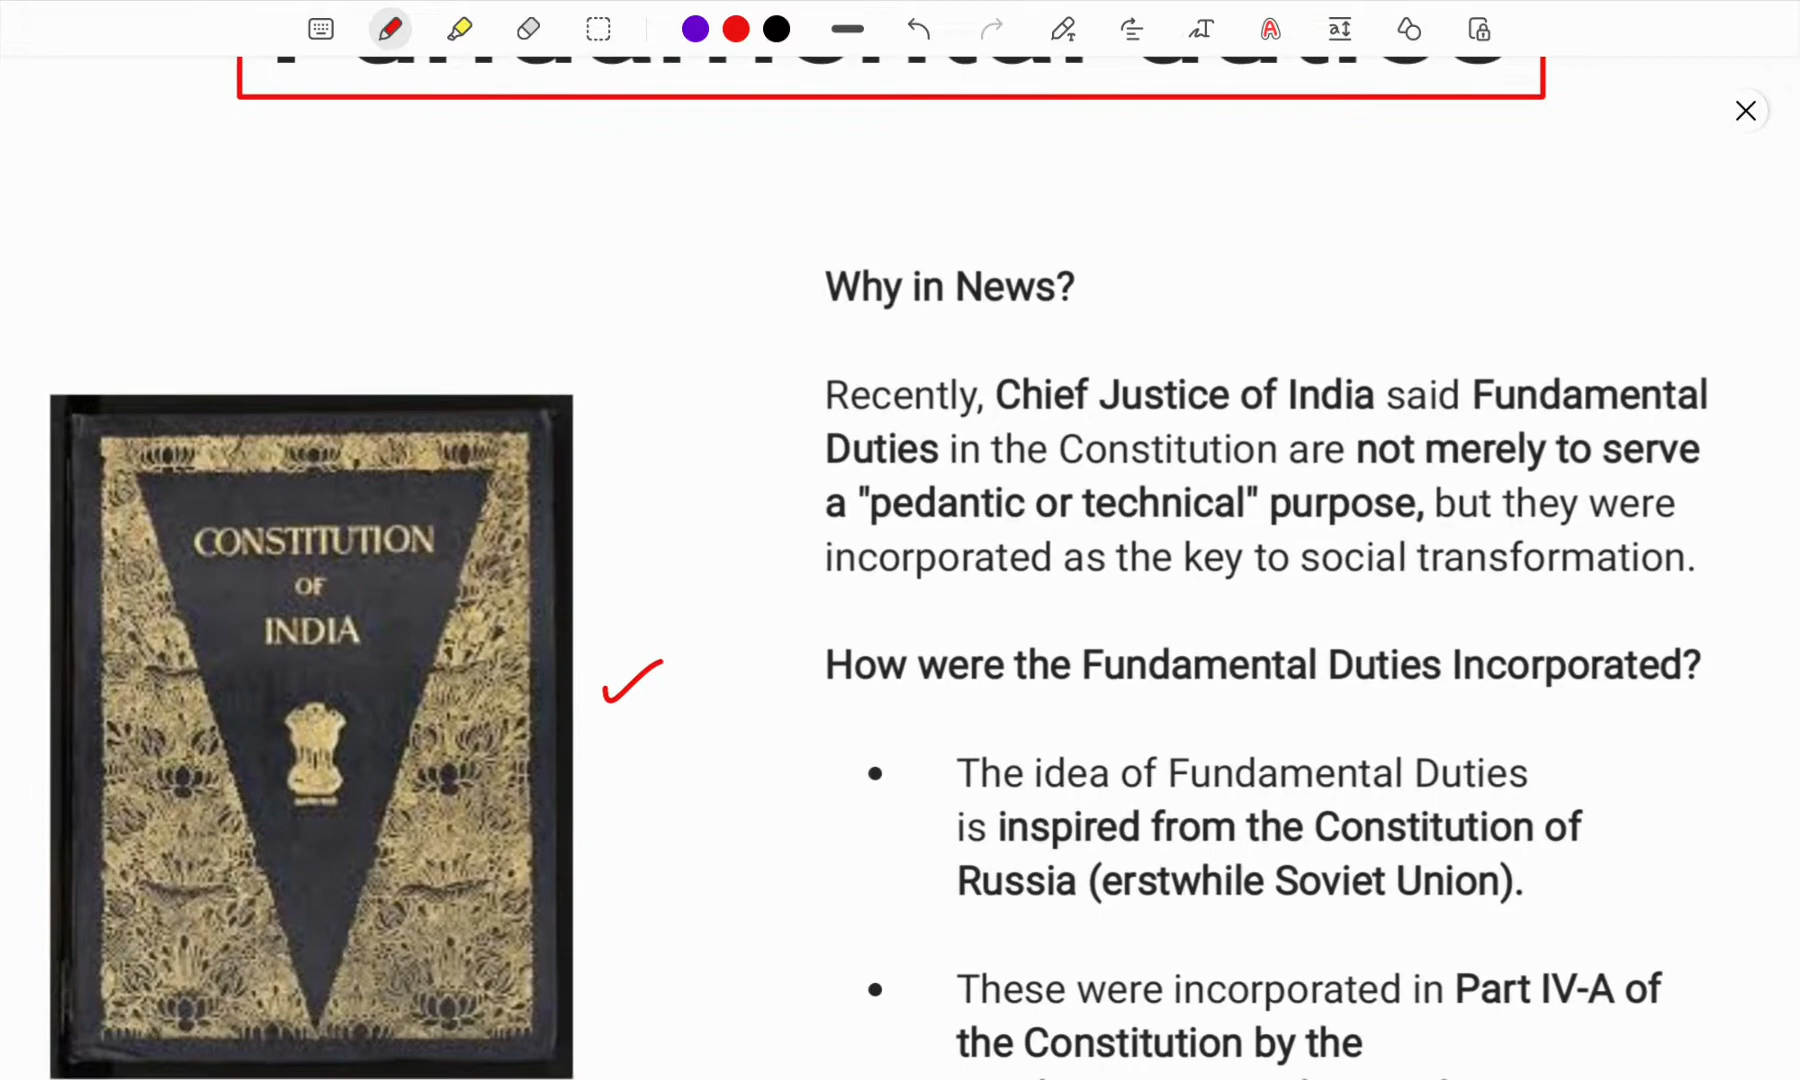 Fundamental duties
CONSTITUTION
OF
INDIA
Why in News?
Recently, Chief Justice of India said Fundamental
Duties in the Constitution are not merely to serve
a "pedantic or technical" purpose, but they were
incorporated as the key to social transformation.
How were the Fundamental Duties Incorporated?
• The idea of Fundamental Duties
is inspired from the Constitution of
Russia (erstwhile Soviet Union).
• These were incorporated in Part IV-A of
the Constitution by the